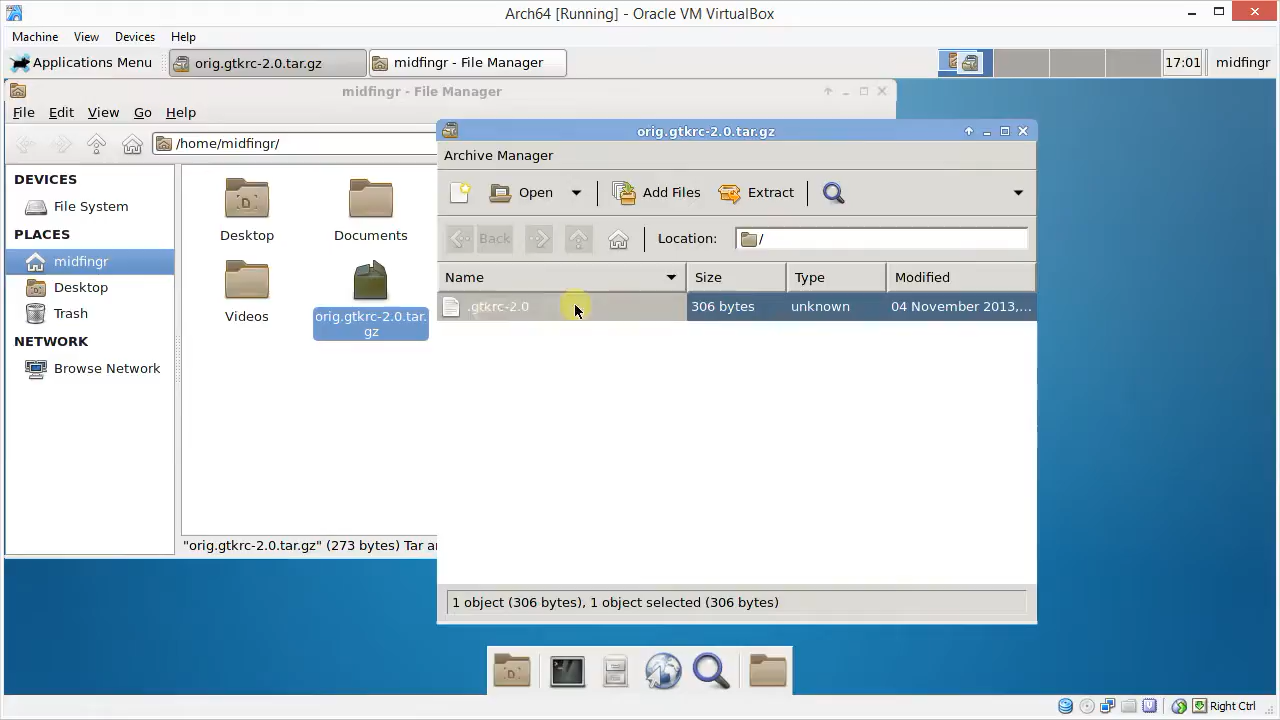 Arch64 [Running] - Oracle VM VirtualBox
Machine View Devices Help
Applications Menu orig.gtkrc-2.0.tar.gz midfingr - File Manager 17:01 midfingr
midfingr - File Manager
File Edit View Go Help
/home/midfingr/
DEVICES
File System
PLACES
midfingr
Desktop
Trash
NETWORK
Browse Network
Desktop Documents
Videos orig.gtkrc-2.0.tar.
gz
"orig.gtkrc-2.0.tar.gz" (273 bytes) Tar ar
orig.gtkrc-2.0.tar.gz
Archive Manager
Open Add Files Extract
Back Location: /
Name Size Type Modified
.gtkrc-2.0 306 bytes unknown 04 November 2013,...
1 object (306 bytes), 1 object selected (306 bytes)
Right Ctrl